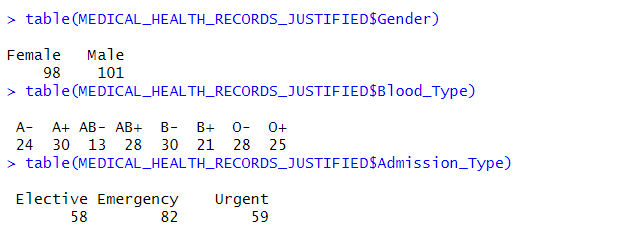 > table(MEDICAL_HEALTH_RECORDS_JUSTIFIED$Gender)
Female   Male
    98    101
> table(MEDICAL_HEALTH_RECORDS_JUSTIFIED$Blood_Type)
 A-  A+ AB- AB+  B-  B+  O-  O+
 24  30  13  28  30  21  28  25
> table(MEDICAL_HEALTH_RECORDS_JUSTIFIED$Admission_Type)
 Elective Emergency    Urgent
       58        82        59